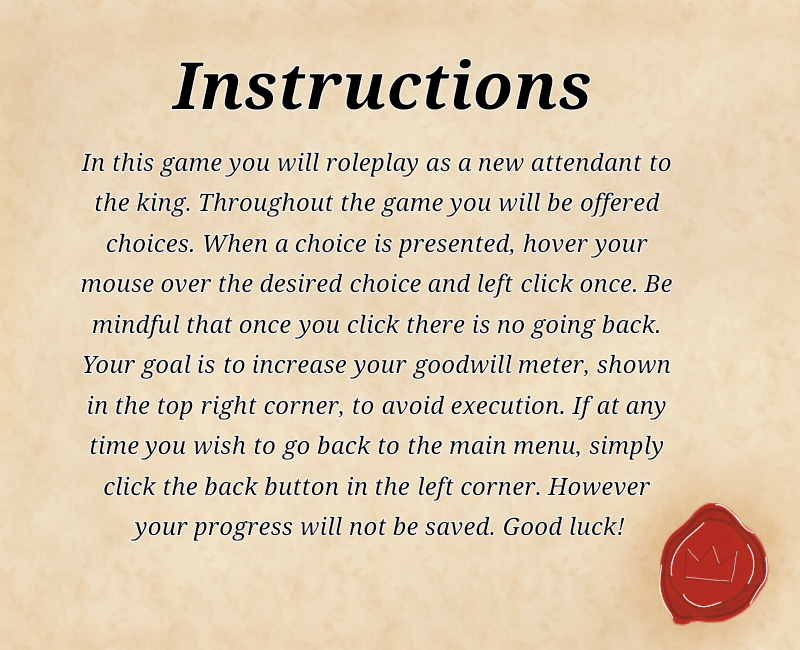 Instructions
In this game you will roleplay as a new attendant to
the king. Throughout the game you will be offered
choices. When a choice is presented, hover your
mouse over the desired choice and left click once. Be
mindful that once you click there is no going back.
Your goal is to increase your goodwill meter, shown
in the top right corner, to avoid execution. If at any
time you wish to go back to the main menu, simply
click the back button in the left corner. However
your progress will not be saved. Good luck!